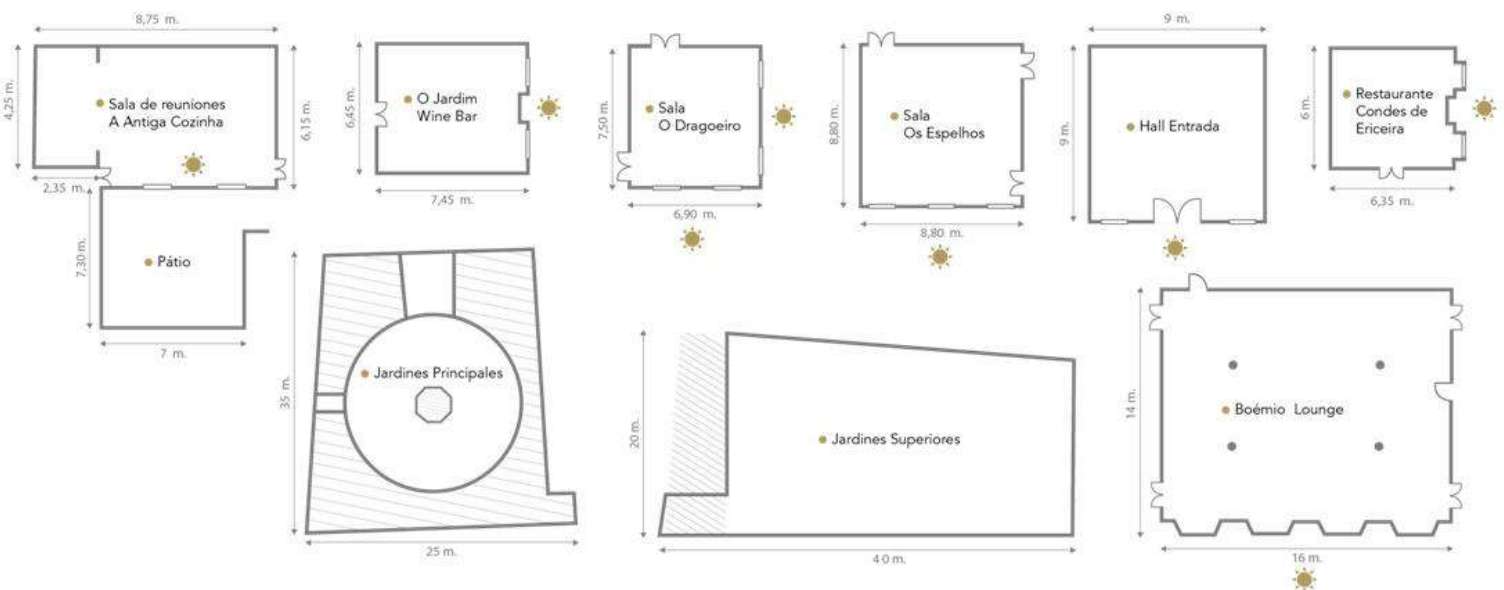 8,75 m.
4,25 m.
Sala de reuniones
A Antiga Cozinha
6,15 m.
2,35 m.
7,30 m.
Pátio
7 m.
6,45 m.
O Jardim
Wine Bar
7,45 m.
7,50 m.
Sala
O Dragoeiro
6,90 m.
8,80 m.
Sala
Os Espelhos
8,80 m.
9 m.
9 m.
Hall Entrada
6 m.
Restaurante
Condes de
Ericeira
6,35 m.
35 m.
Jardines Principales
25 m.
20 m.
Jardines Superiores
40 m.
14 m.
Boémio Lounge
16 m.